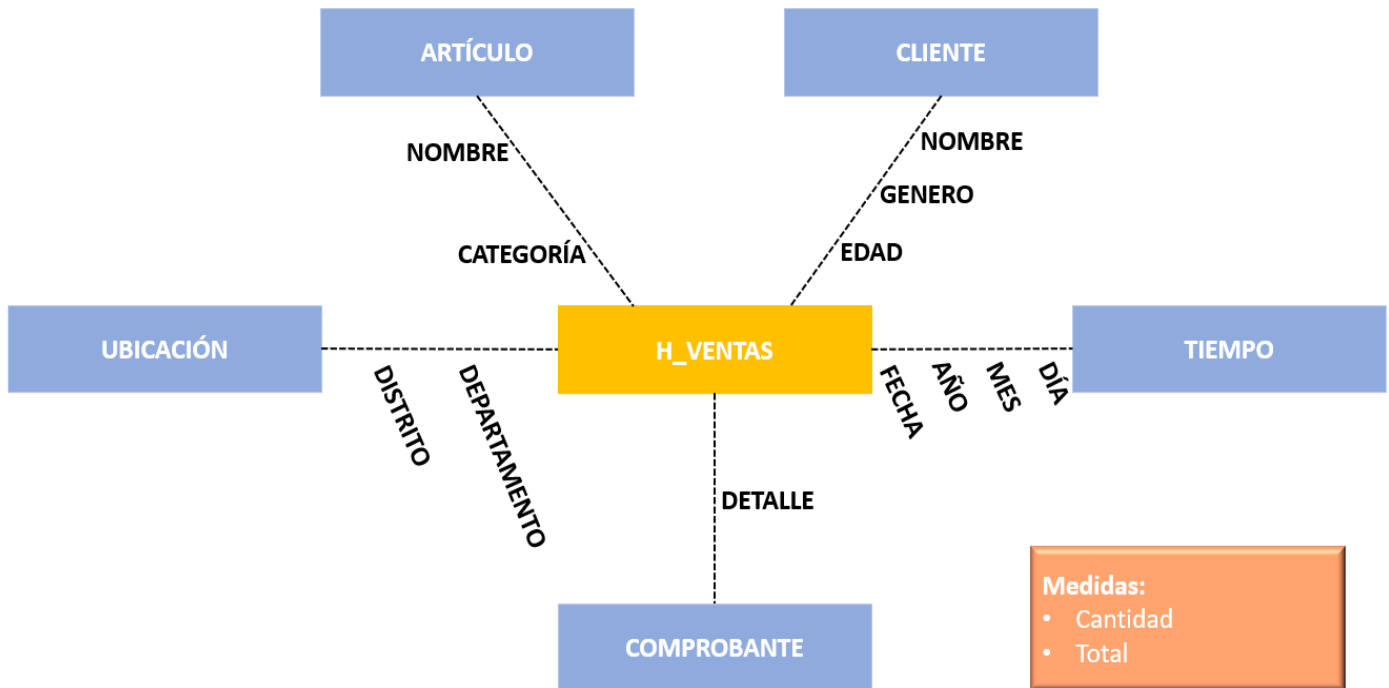 ARTÍCULO
CLIENTE
NOMBRE
CATEGORÍA
NOMBRE
GENERO
EDAD
UBICACIÓN
DISTRITO
DEPARTAMENTO
H_VENTAS
FECHA
AÑO
MES
DÍA
TIEMPO
DETALLE
COMPROBANTE
Medidas:
• Cantidad
• Total